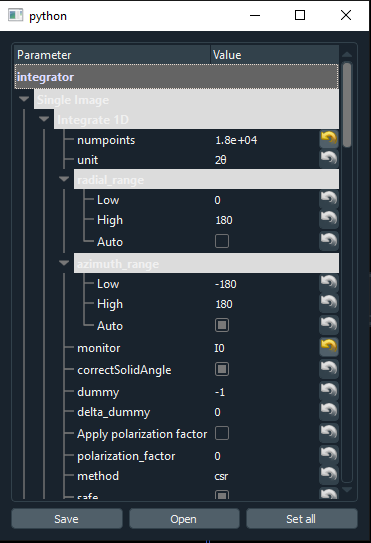 python
Parameter Value
integrator
Single Image
Integrate 1D
numpoints 1.8e+04
unit 2θ
radial_range
Low 0
High 180
Auto
azimuth_range
Low -180
High 180
Auto
monitor I0
correctSolidAngle
dummy -1
delta_dummy 0
Apply polarization factor
polarization_factor 0
method csr
safe
Save Open Set all